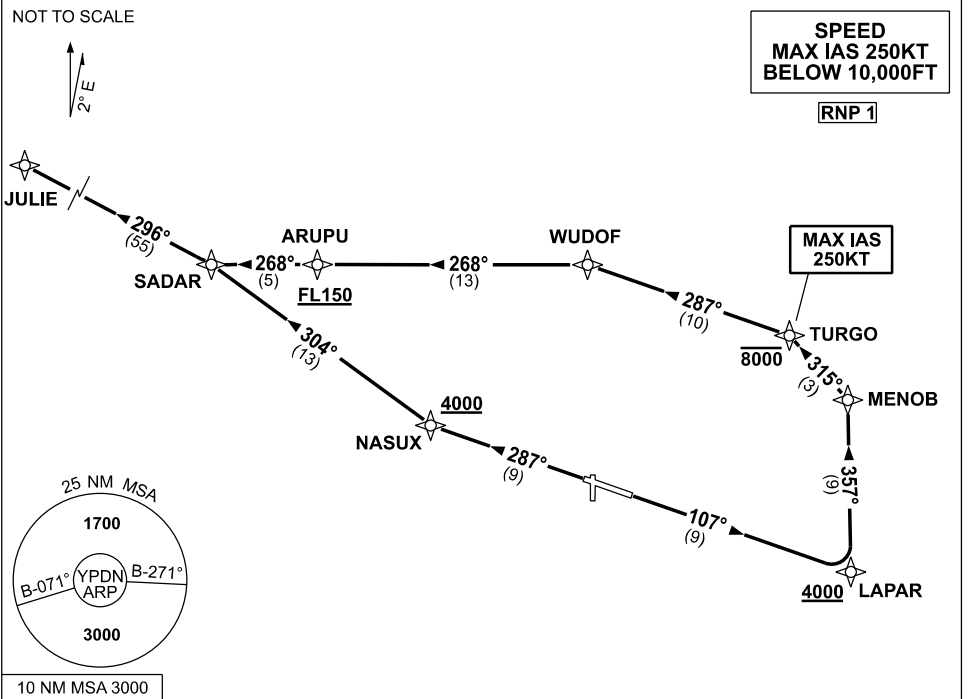 NOT TO SCALE
2° E
SPEED
MAX IAS 250KT
BELOW 10,000FT
RNP 1
JULIE
296°
(55)
SADAR
ARUPU
268°
(5)
FL150
268°
(13)
WUDOF
MAX IAS
250KT
287°
(10)
TURGO
8000
315°
(3)
MENOB
304°
(13)
4000
NASUX
287°
(9)
357°
(9)
107°
(9)
4000
LAPAR
25 NM MSA
1700
B-071°
YPDN
ARP
B-271°
3000
10 NM MSA 3000